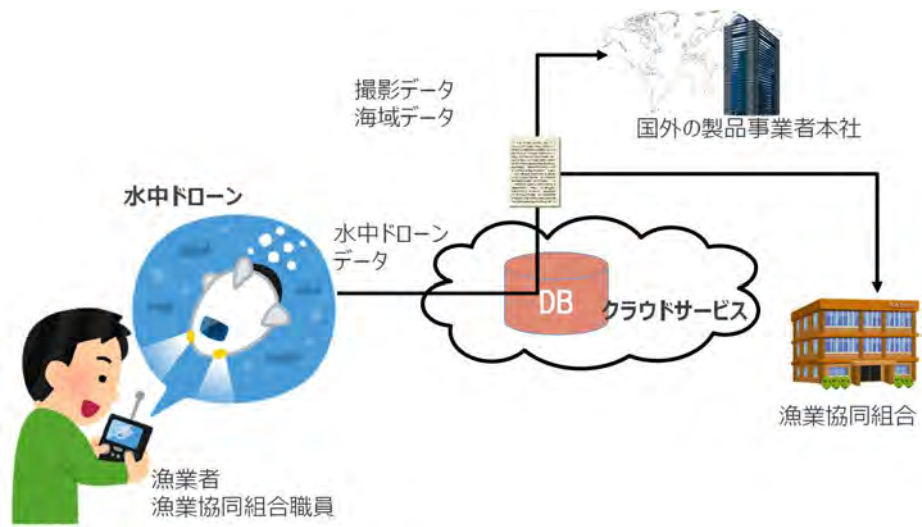 撮影データ
海域データ
国外の製品事業者本社
水中ドローン
水中ドローン
データ
DB
クラウドサービス
漁業協同組合
漁業者
漁業協同組合職員